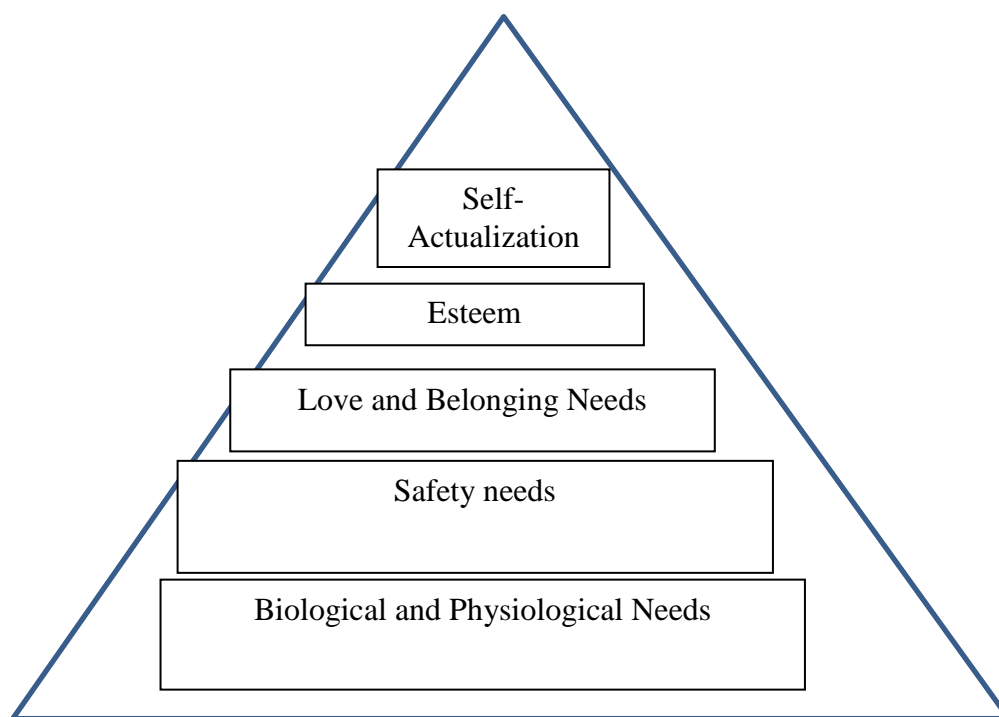 Self-
Actualization
Esteem
Love and Belonging Needs
Safety needs
Biological and Physiological Needs